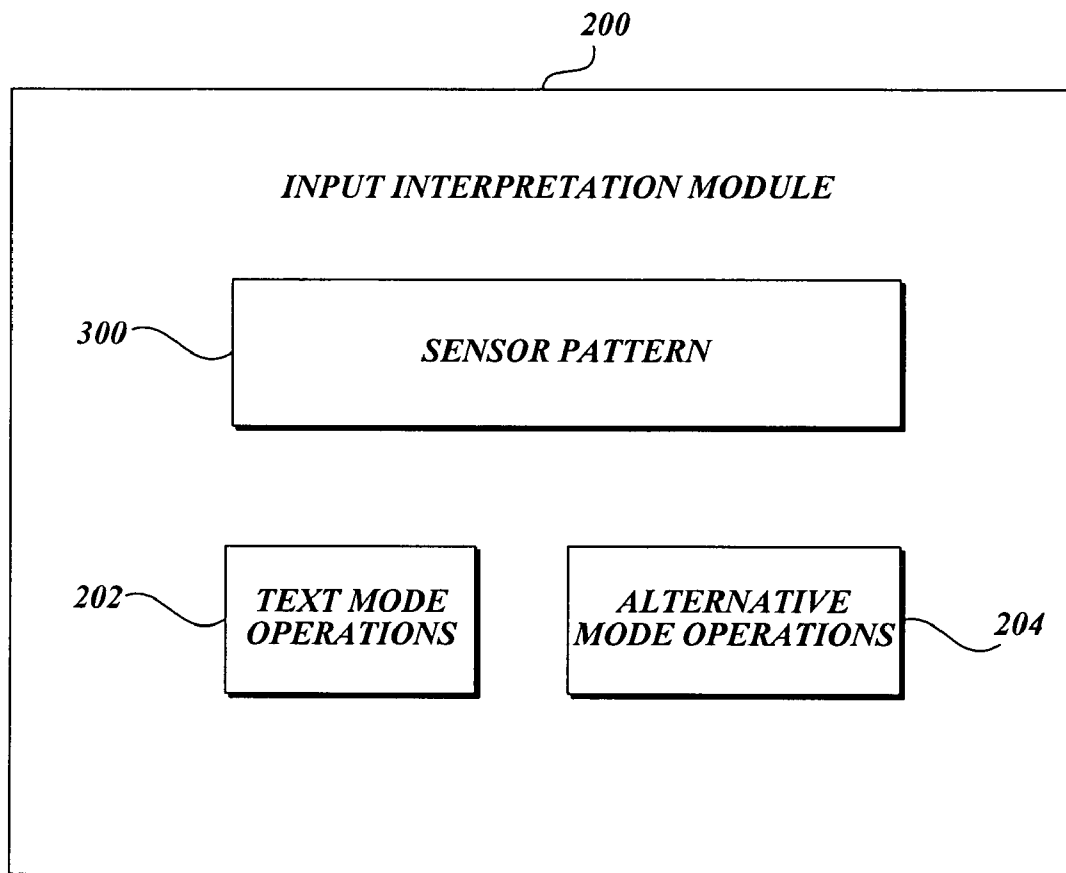 200
INPUT INTERPRETATION MODULE
300
SENSOR PATTERN
202
TEXT MODE
OPERATIONS
ALTERNATIVE
MODE OPERATIONS
204